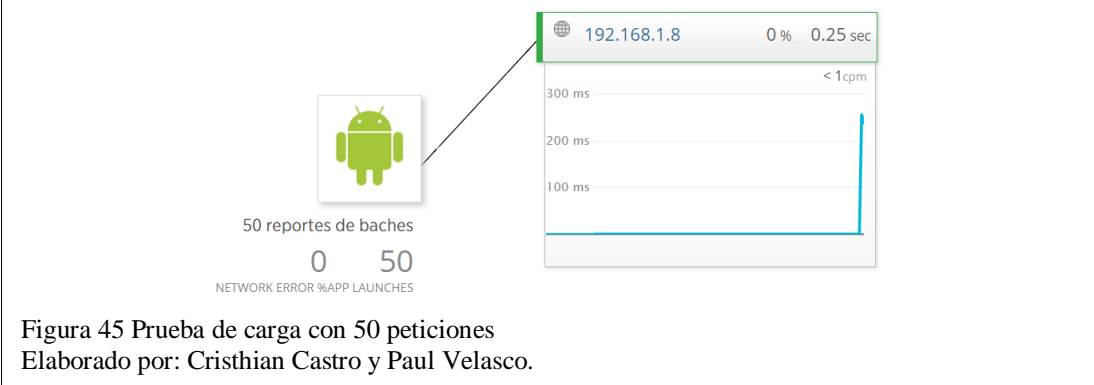 192.168.1.8 0 % 0.25 sec
< 1cpm
300 ms
200 ms
100 ms
50 reportes de baches
0 50
NETWORK ERROR %APP LAUNCHES
Figura 45 Prueba de carga con 50 peticiones
Elaborado por: Cristhian Castro y Paul Velasco.